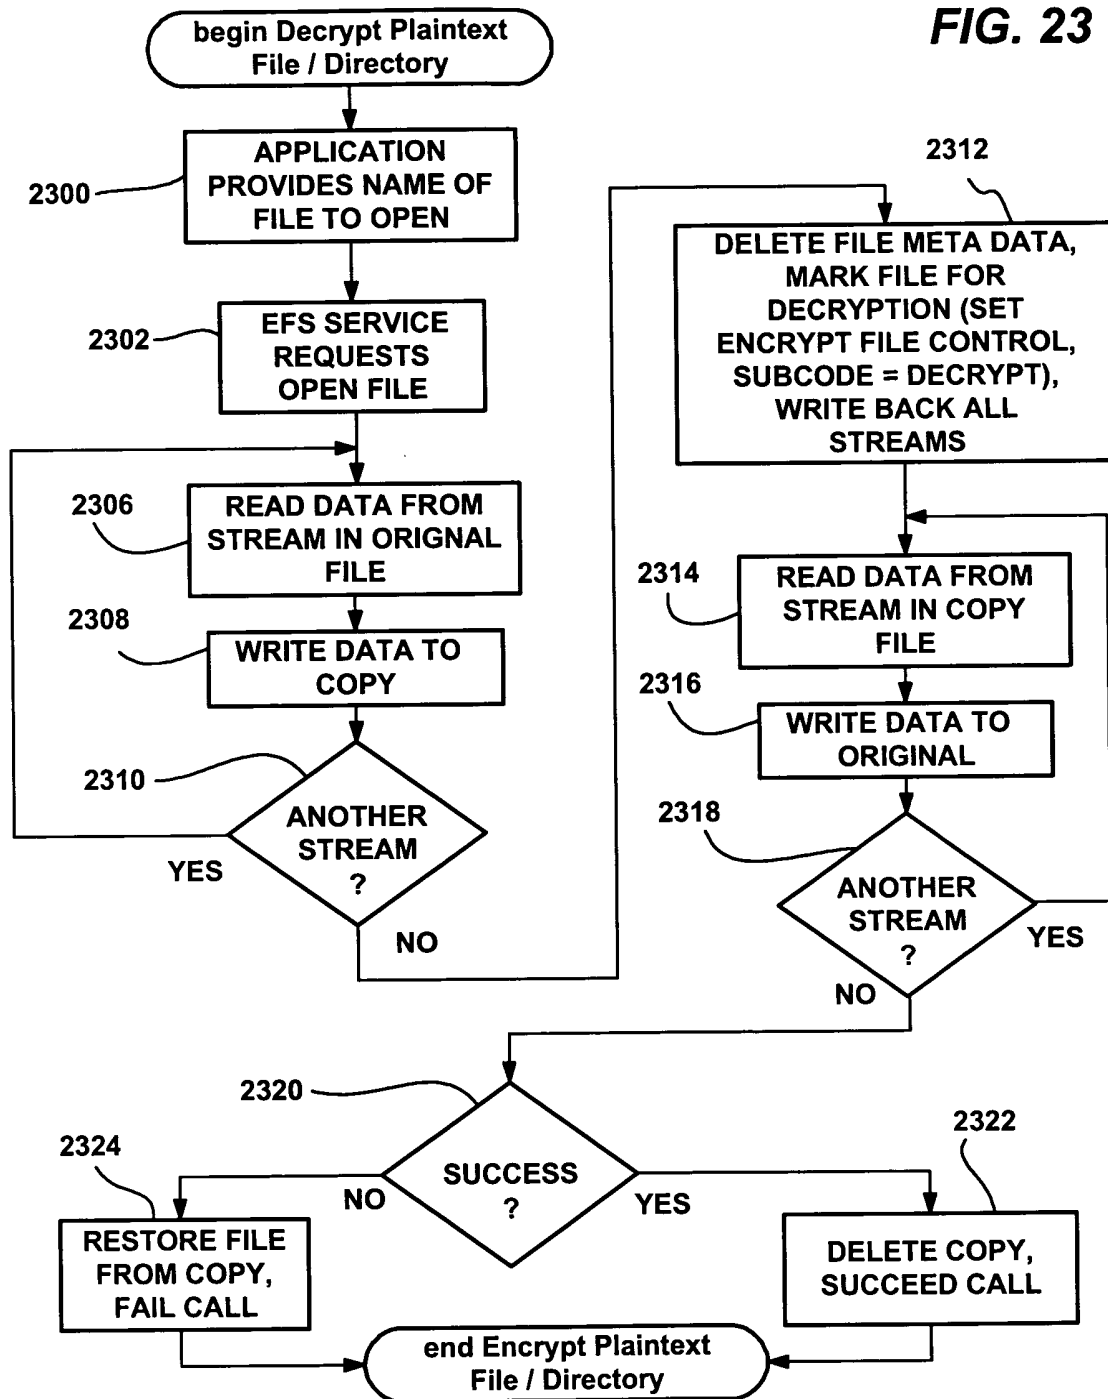 FIG. 23
begin Decrypt Plaintext
File / Directory
2300
APPLICATION
PROVIDES NAME OF
FILE TO OPEN
2302
EFS SERVICE
REQUESTS
OPEN FILE
2306
READ DATA FROM
STREAM IN ORIGNAL
FILE
2308
WRITE DATA TO
COPY
2310
ANOTHER
STREAM
?
YES
NO
2312
DELETE FILE META DATA,
MARK FILE FOR
DECRYPTION (SET
ENCRYPT FILE CONTROL,
SUBCODE = DECRYPT),
WRITE BACK ALL
STREAMS
2314
READ DATA FROM
STREAM IN COPY
FILE
2316
WRITE DATA TO
ORIGINAL
2318
ANOTHER
STREAM
?
YES
NO
2320
SUCCESS
?
NO
YES
2324
RESTORE FILE
FROM COPY,
FAIL CALL
2322
DELETE COPY,
SUCCEED CALL
end Encrypt Plaintext
File / Directory